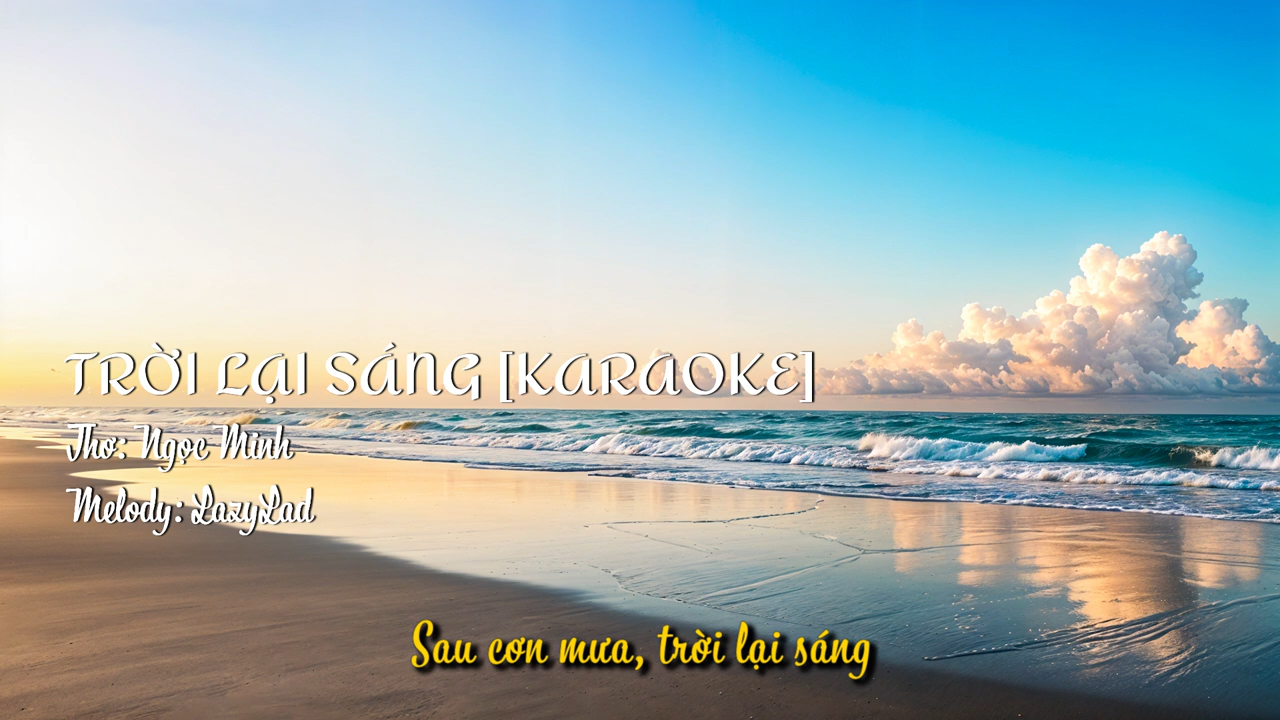 TRỜI LẠI SÁNG [KARAOKE]
Thơ: Ngọc Minh
Melody: LazyLad
Sau cơn mưa, trời lại sáng